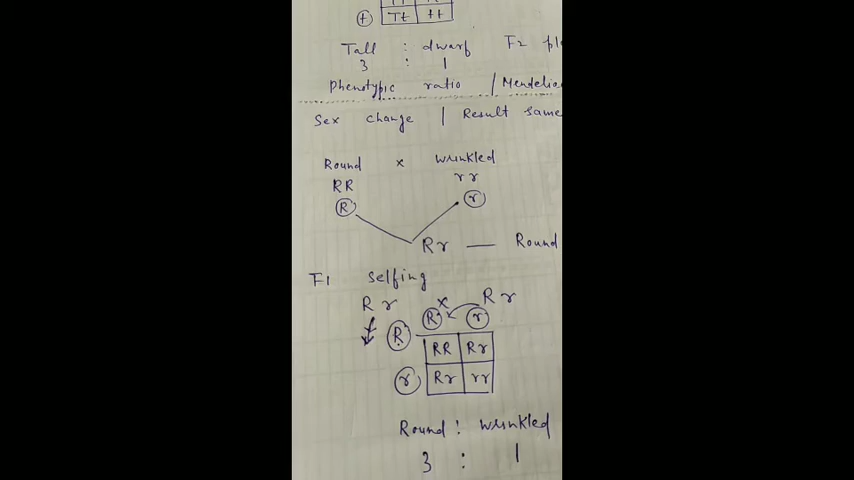 (t) Tt tt
Tall : dwarf F2
3 : 1
Phenotypic ratio /
Sex change / Result same
Round x wrinkled
RR rr
R r
Rr — Round
F1 selfing
Rr x Rr
R r
R RR Rr
r Rr rr
Round : wrinkled
3 : 1